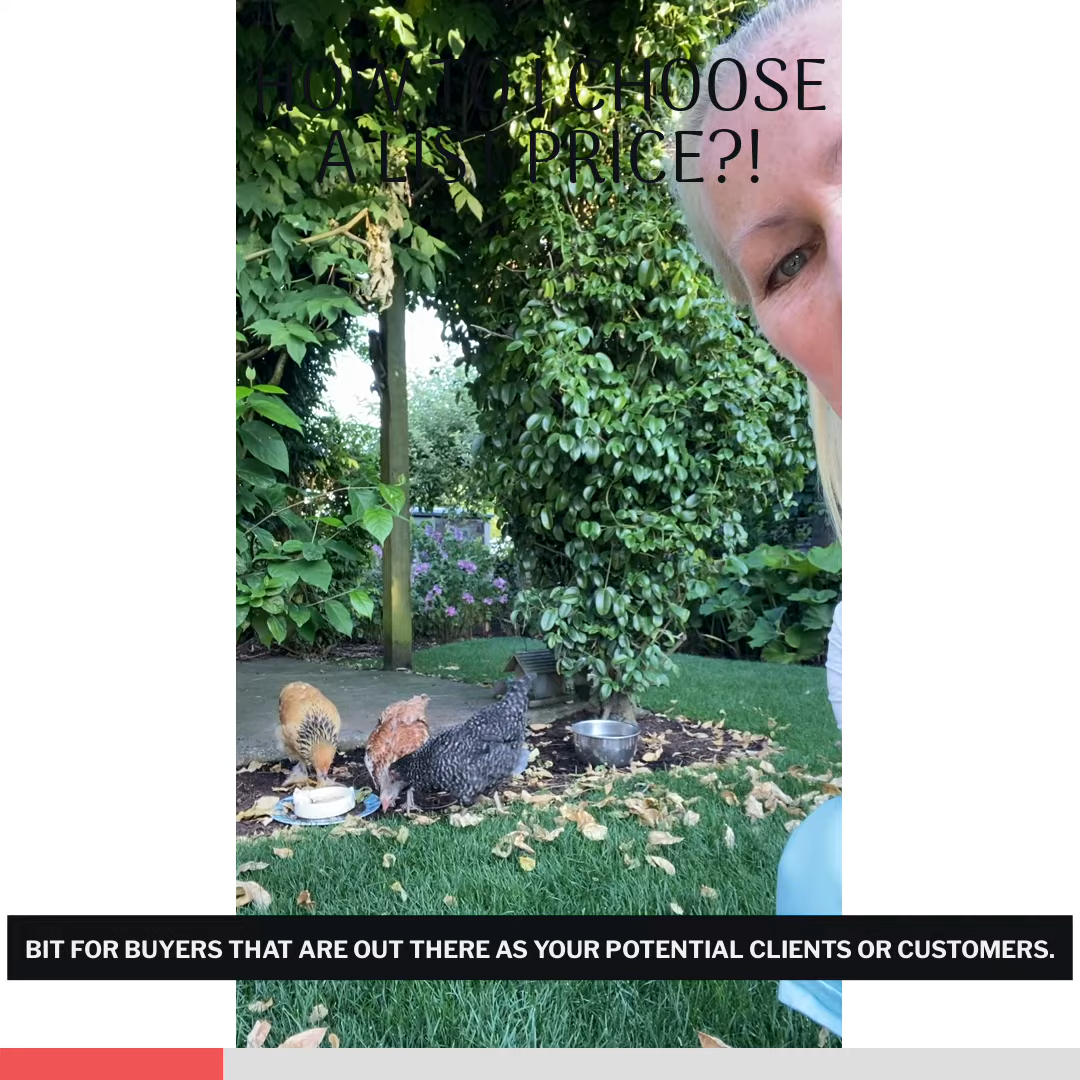 HOW TO I CHOOSE
A LIST PRICE?!
BIT FOR BUYERS THAT ARE OUT THERE AS YOUR POTENTIAL CLIENTS OR CUSTOMERS.